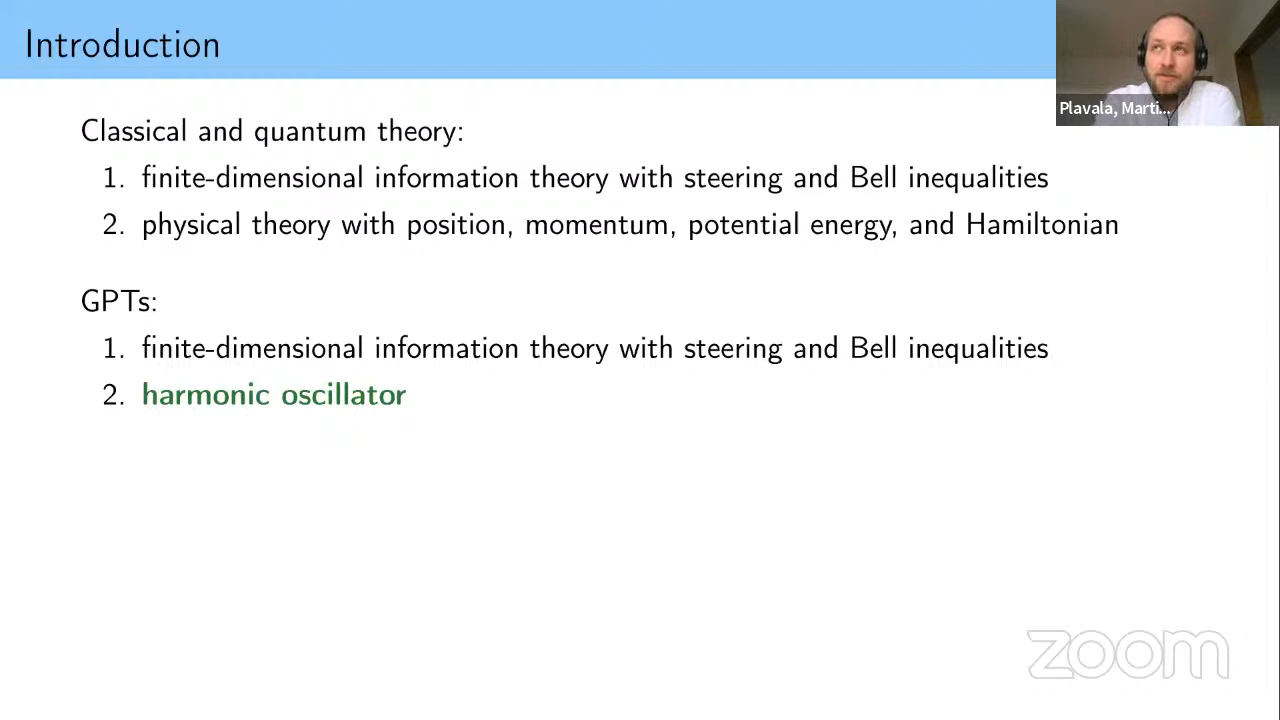 Introduction
Plavala, Marti...
Classical and quantum theory:
1. finite-dimensional information theory with steering and Bell inequalities
2. physical theory with position, momentum, potential energy, and Hamiltonian
GPTs:
1. finite-dimensional information theory with steering and Bell inequalities
2. harmonic oscillator
zoom